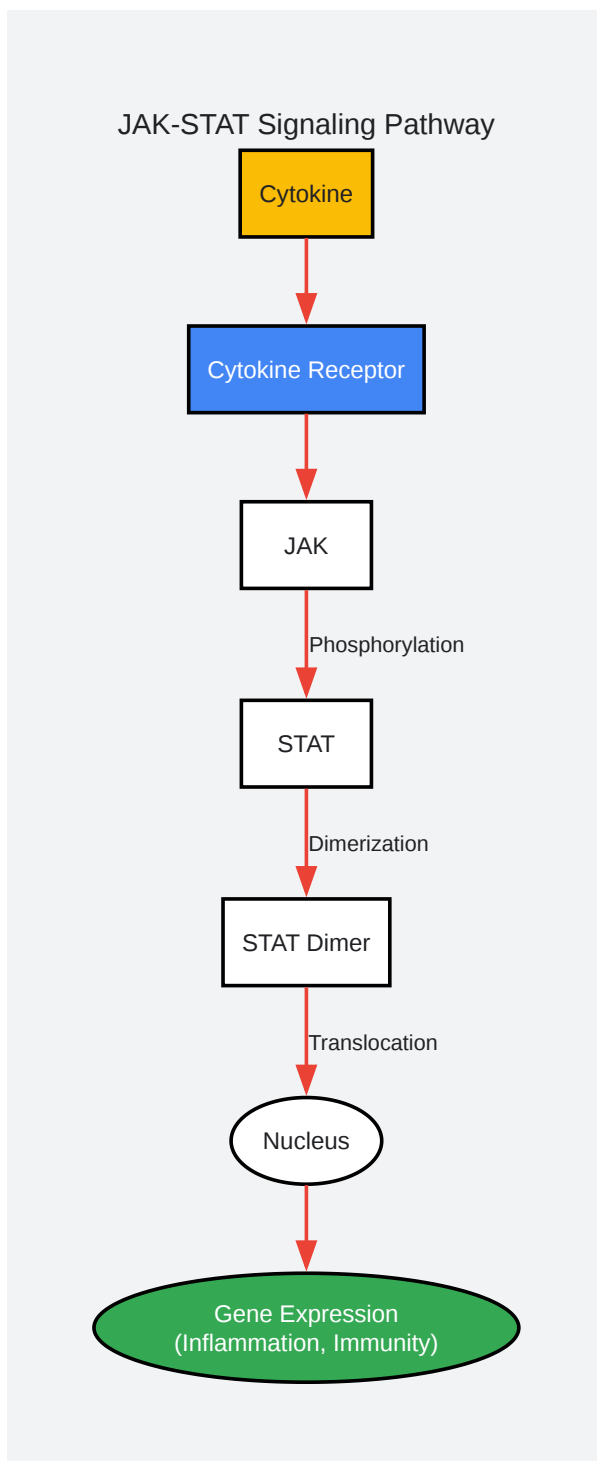 JAK-STAT Signaling Pathway
Cytokine
Cytokine Receptor
JAK
Phosphorylation
STAT
Dimerization
STAT Dimer
Translocation
Nucleus
Gene Expression
(Inflammation, Immunity)